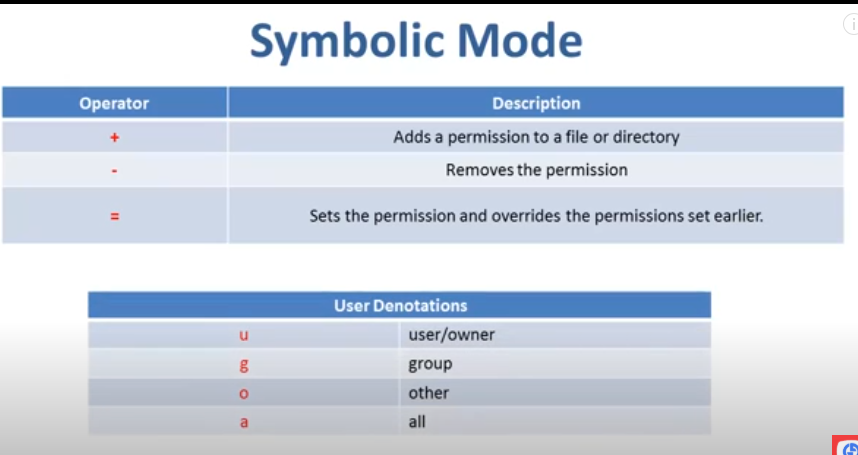 Symbolic Mode
Operator Description
+ Adds a permission to a file or directory
- Removes the permission
= Sets the permission and overrides the permissions set earlier.
User Denotations
u user/owner
g group
o other
a all